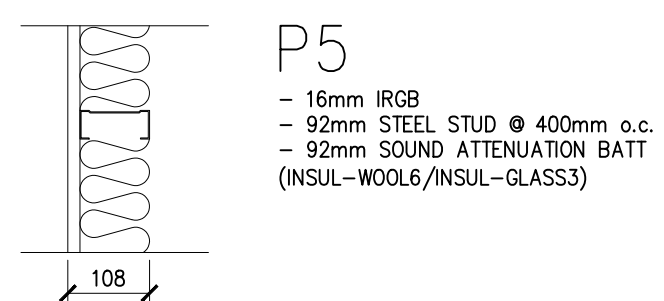 P5
- 16mm IRGB
- 92mm STEEL STUD @ 400mm o.c.
- 92mm SOUND ATTENUATION BATT
(INSUL-WOOL6/INSUL-GLASS3)
108